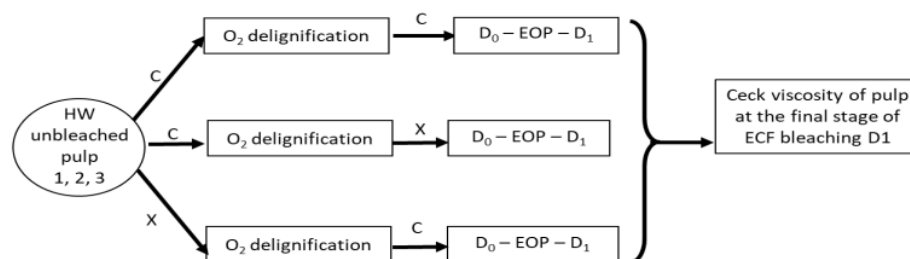 C
O₂ delignification
C
D₀ – EOP – D₁
HW
unbleached
pulp
1, 2, 3
C
O₂ delignification
X
D₀ – EOP – D₁
Ceck viscosity of pulp
at the final stage of
ECF bleaching D1
X
O₂ delignification
C
D₀ – EOP – D₁